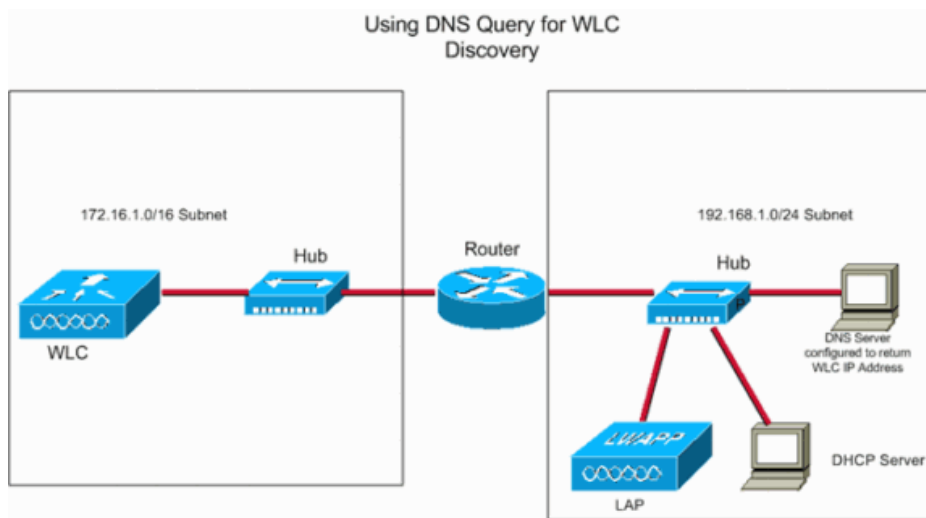 Using DNS Query for WLC
Discovery
172.16.1.0/16 Subnet
192.168.1.0/24 Subnet
Hub
Router
Hub
P
WLC
DNS Server
configured to return
WLC IP Address
LWAPP
LAP
DHCP Server